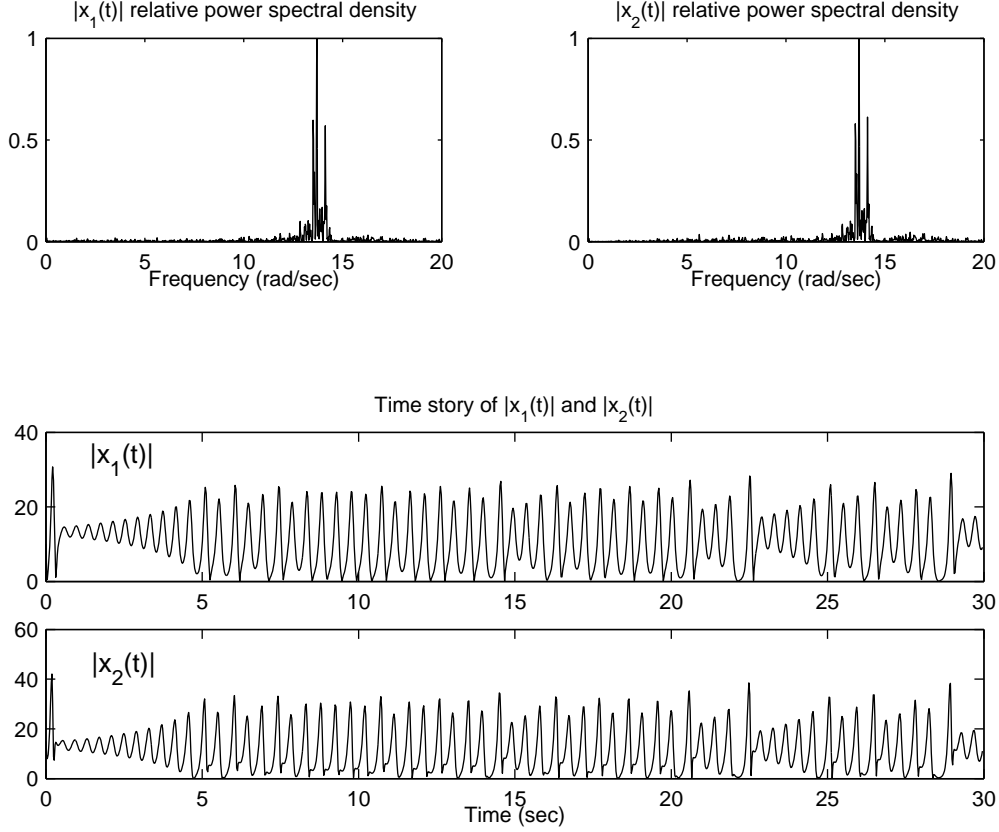 |x1(t)| relative power spectral density
|x2(t)| relative power spectral density
1
0.5
0
0 5 10 15 20
Frequency (rad/sec)
1
0.5
0
0 5 10 15 20
Frequency (rad/sec)
Time story of |x1(t)| and |x2(t)|
40
20
0
|x1(t)|
0 5 10 15 20 25 30
60
40
20
0
|x2(t)|
0 5 10 15 20 25 30
Time (sec)